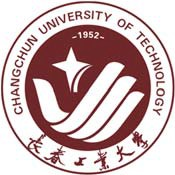 CHANGCHUN UNIVERSITY OF TECHNOLOGY
-1952-
长春工业大学